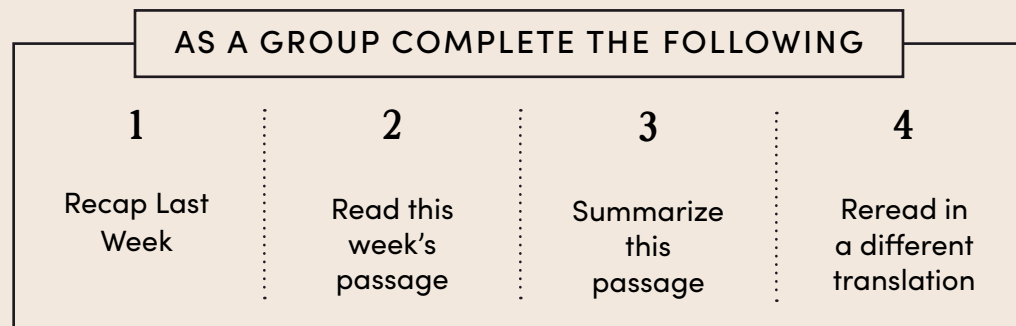 AS A GROUP COMPLETE THE FOLLOWING
1
Recap Last
Week
2
Read this
week's
passage
3
Summarize
this
passage
4
Reread in
a different
translation